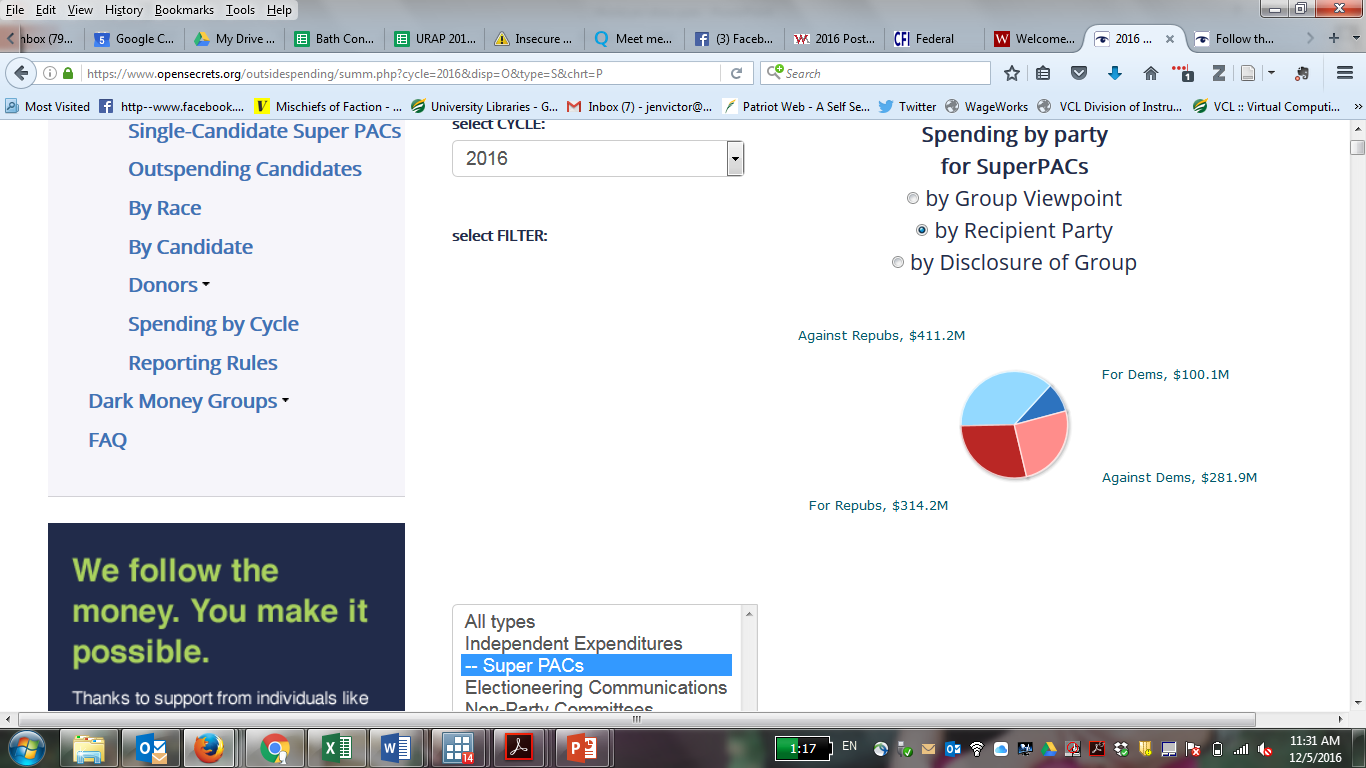 File Edit View History Bookmarks Tools Help
nbox (79... Google C... My Drive ... Bath Con... URAP 201... Insecure ... Meet me... (3) Faceb... 2016 Post... Federal Welcome... 2016 ... Follow th...
https://www.opensecrets.org/outsidespending/summ.php?cycle=2016&disp=O&type=S&chrt=P Search
Most Visited http--www.facebook.... Mischiefs of Faction - ... University Libraries - G... Inbox (7) - jenvictor@... Patriot Web - A Self Se... Twitter WageWorks VCL Division of Instru... VCL :: Virtual Computi...
Single-Candidate Super PACs
Outspending Candidates
By Race
By Candidate
Donors
Spending by Cycle
Reporting Rules
Dark Money Groups
FAQ
We follow the
money. You make it
possible.
Thanks to support from individuals like
select CYCLE:
2016
select FILTER:
All types
Independent Expenditures
-- Super PACs
Electioneering Communications
Non-Party Committees
Spending by party
for SuperPACs
by Group Viewpoint
by Recipient Party
by Disclosure of Group
Against Repubs, $411.2M
For Dems, $100.1M
Against Dems, $281.9M
For Repubs, $314.2M
14
1:17 EN
11:31 AM
12/5/2016